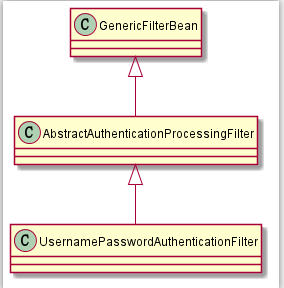 C GenericFilterBean
C AbstractAuthenticationProcessingFilter
C UsernamePasswordAuthenticationFilter